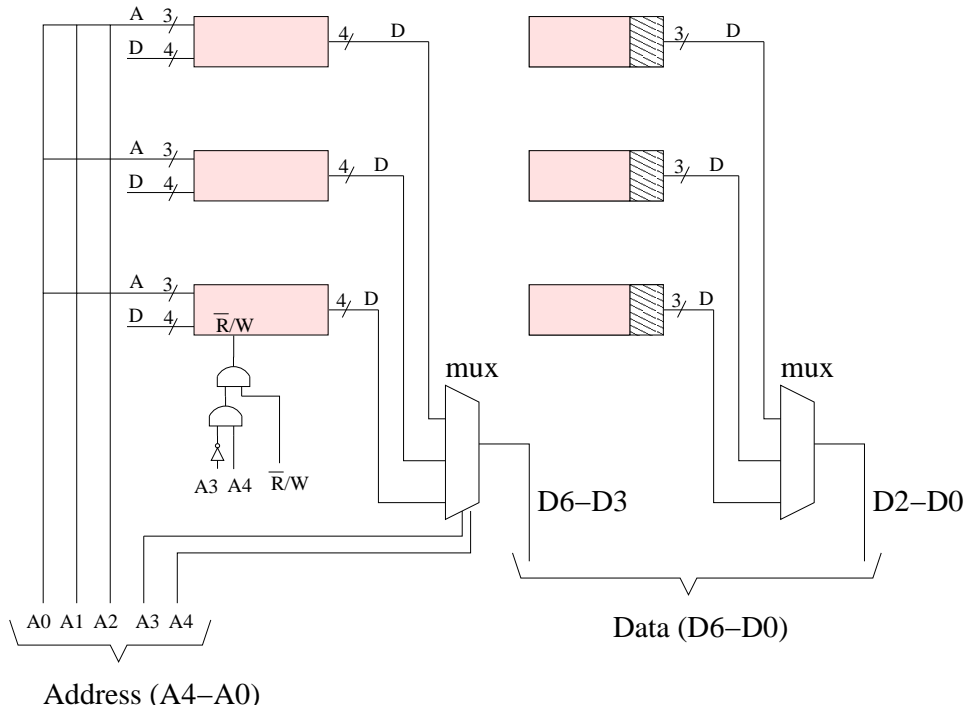 A 3
D 4
4 D
3 D
A 3
D 4
4 D
3 D
A 3
D 4
4 D
3 D
R̅/W
mux
mux
A3 A4 R̅/W
D6–D3
D2–D0
A0 A1 A2 A3 A4
Data (D6–D0)
Address (A4–A0)